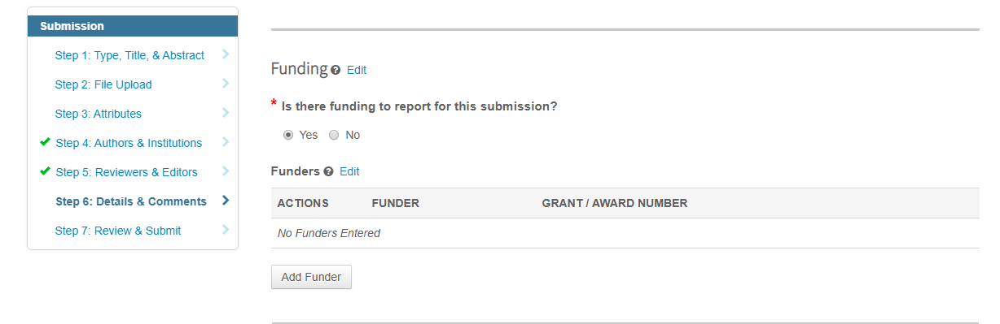 Submission
Step 1: Type, Title, & Abstract
Step 2: File Upload
Step 3: Attributes
Step 4: Authors & Institutions
Step 5: Reviewers & Editors
Step 6: Details & Comments
Step 7: Review & Submit
Funding ? Edit
* Is there funding to report for this submission?
Yes No
Funders ? Edit
ACTIONS FUNDER GRANT / AWARD NUMBER
No Funders Entered
Add Funder